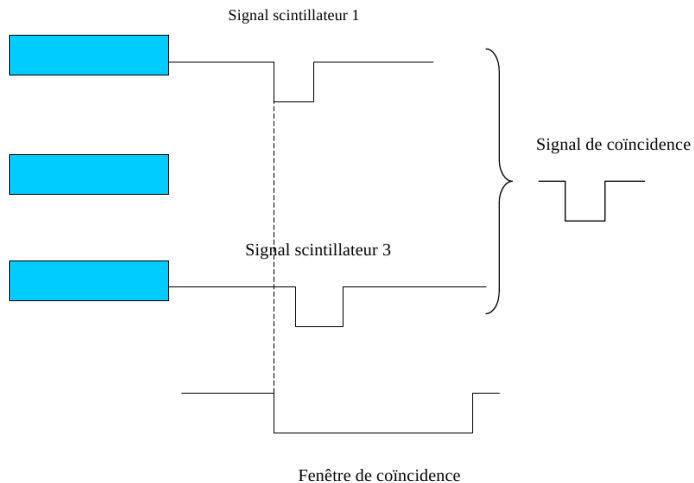 Signal scintillateur 1
Signal de coïncidence
Signal scintillateur 3
Fenêtre de coïncidence